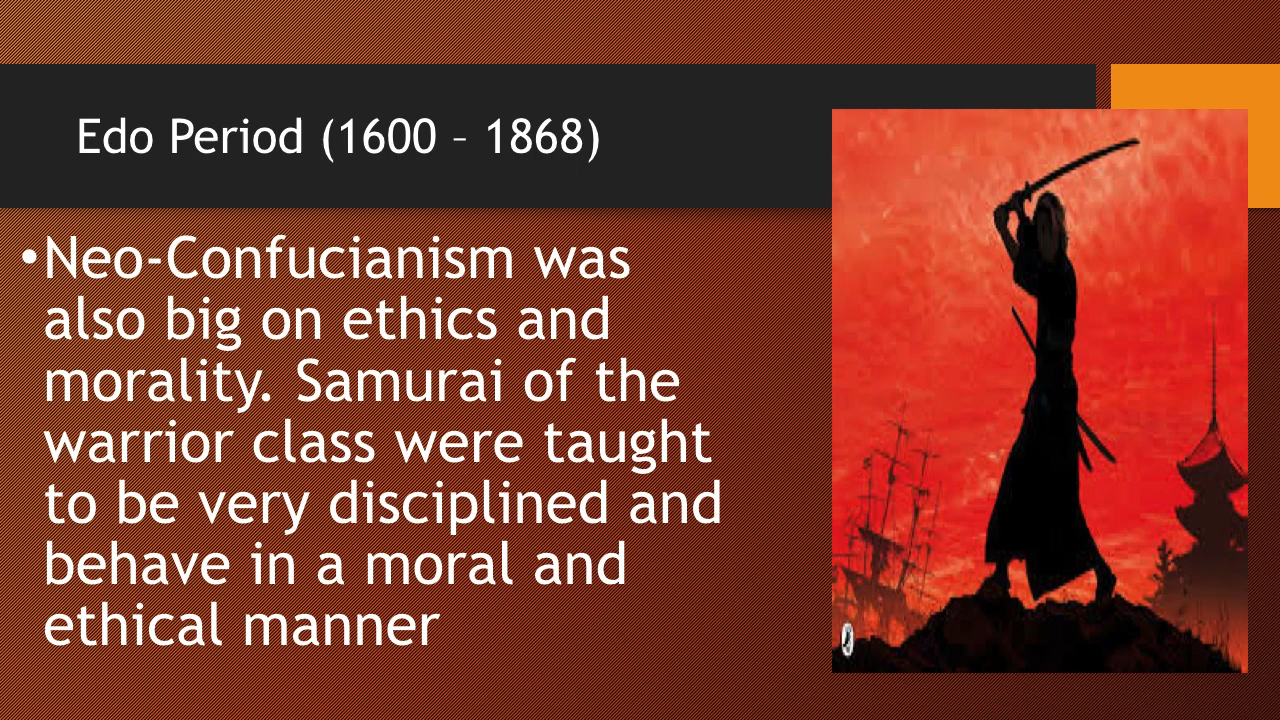 Edo Period (1600 – 1868)
•Neo-Confucianism was
also big on ethics and
morality. Samurai of the
warrior class were taught
to be very disciplined and
behave in a moral and
ethical manner